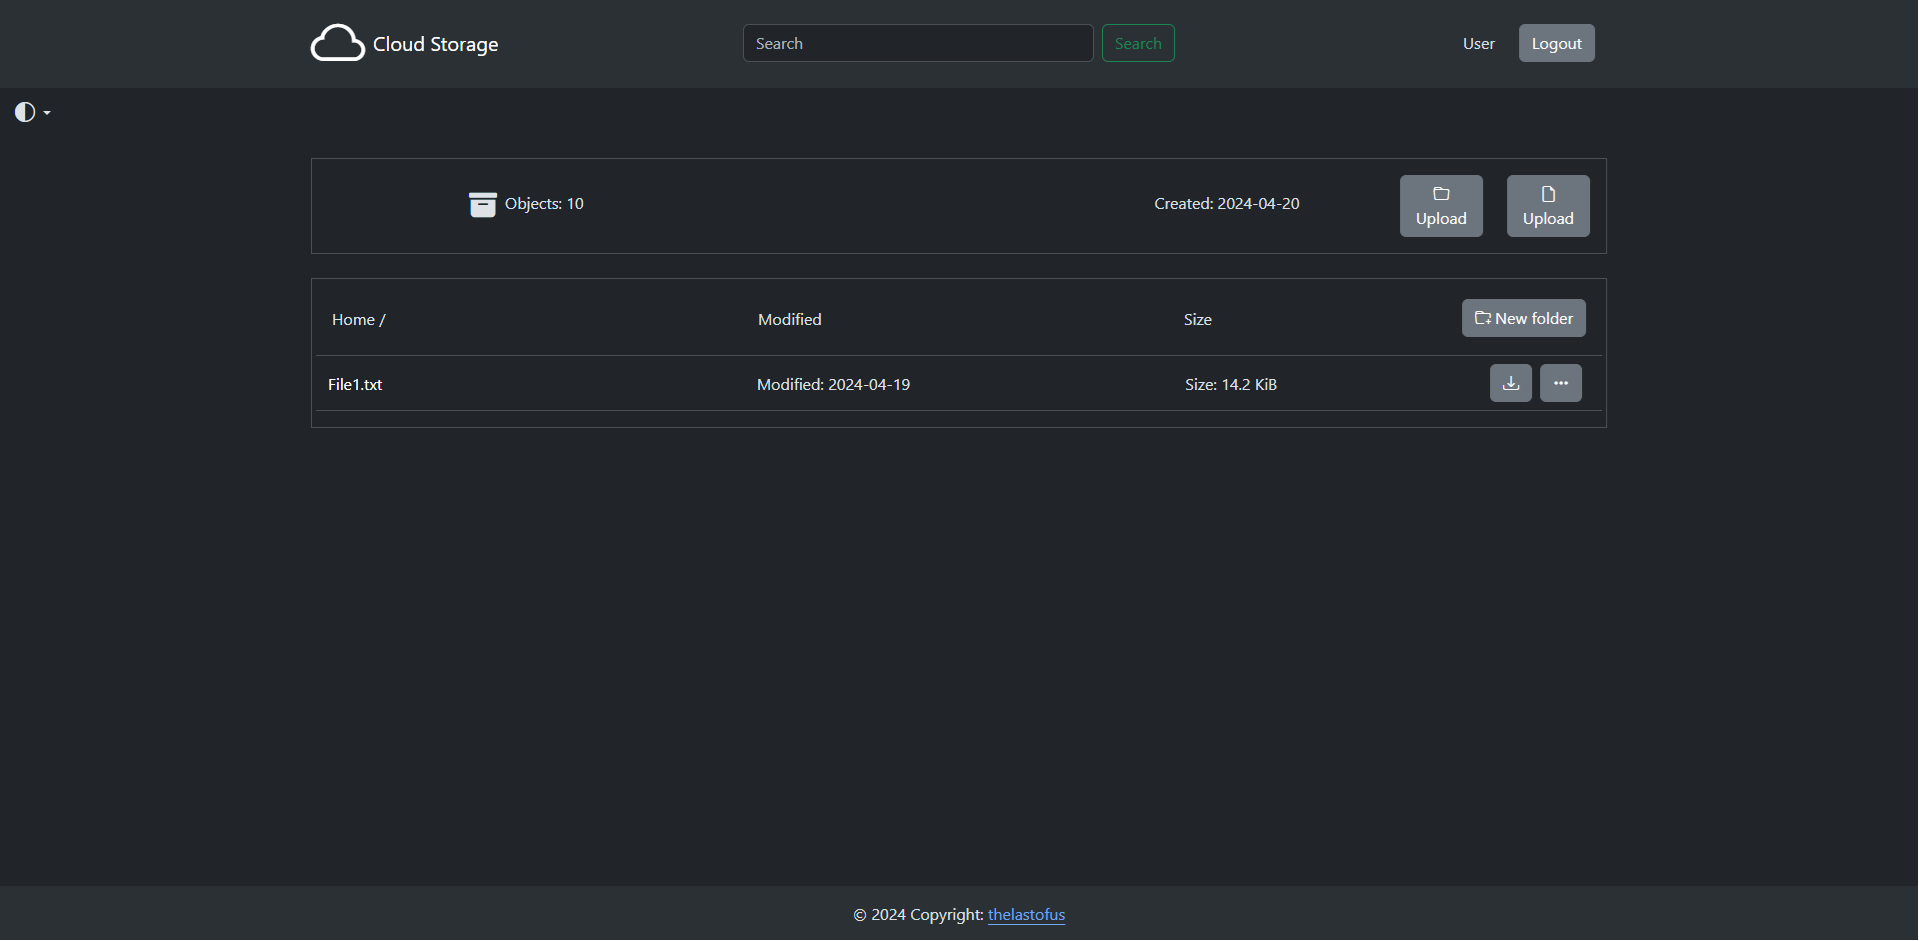 Cloud Storage
Search
Search
User
Logout
Objects: 10
Created: 2024-04-20
Upload
Upload
Home /
Modified
Size
New folder
File1.txt
Modified: 2024-04-19
Size: 14.2 KiB
© 2024 Copyright: thelastofus